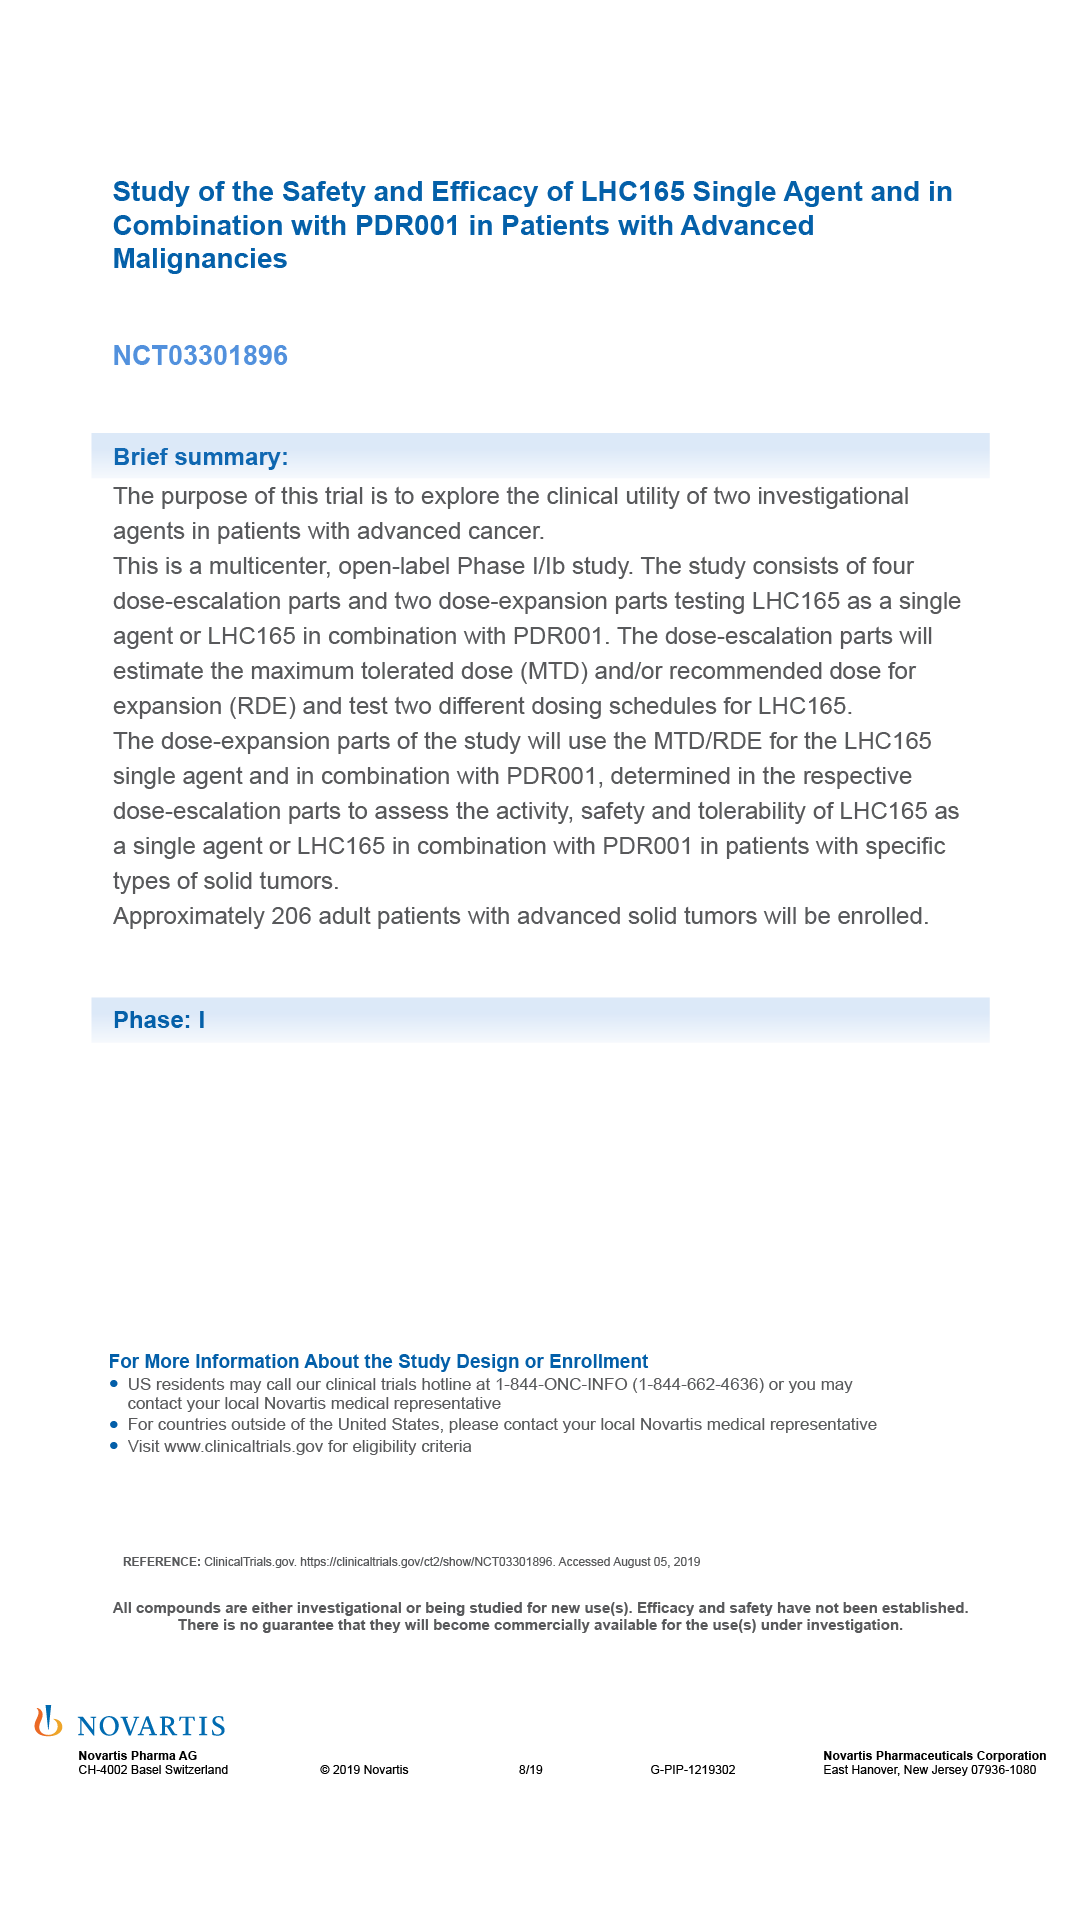 Study of the Safety and Efficacy of LHC165 Single Agent and in
Combination with PDR001 in Patients with Advanced
Malignancies
NCT03301896
Brief summary:
The purpose of this trial is to explore the clinical utility of two investigational
agents in patients with advanced cancer.
This is a multicenter, open-label Phase I/Ib study. The study consists of four
dose-escalation parts and two dose-expansion parts testing LHC165 as a single
agent or LHC165 in combination with PDR001. The dose-escalation parts will
estimate the maximum tolerated dose (MTD) and/or recommended dose for
expansion (RDE) and test two different dosing schedules for LHC165.
The dose-expansion parts of the study will use the MTD/RDE for the LHC165
single agent and in combination with PDR001, determined in the respective
dose-escalation parts to assess the activity, safety and tolerability of LHC165 as
a single agent or LHC165 in combination with PDR001 in patients with specific
types of solid tumors.
Approximately 206 adult patients with advanced solid tumors will be enrolled.
Phase: I
For More Information About the Study Design or Enrollment
• US residents may call our clinical trials hotline at 1-844-ONC-INFO (1-844-662-4636) or you may
contact your local Novartis medical representative
• For countries outside of the United States, please contact your local Novartis medical representative
• Visit www.clinicaltrials.gov for eligibility criteria
REFERENCE: ClinicalTrials.gov. https://clinicaltrials.gov/ct2/show/NCT03301896. Accessed August 05, 2019
All compounds are either investigational or being studied for new use(s). Efficacy and safety have not been established.
There is no guarantee that they will become commercially available for the use(s) under investigation.
NOVARTIS
Novartis Pharma AG
CH-4002 Basel Switzerland
© 2019 Novartis
8/19
G-PIP-1219302
Novartis Pharmaceuticals Corporation
East Hanover, New Jersey 07936-1080